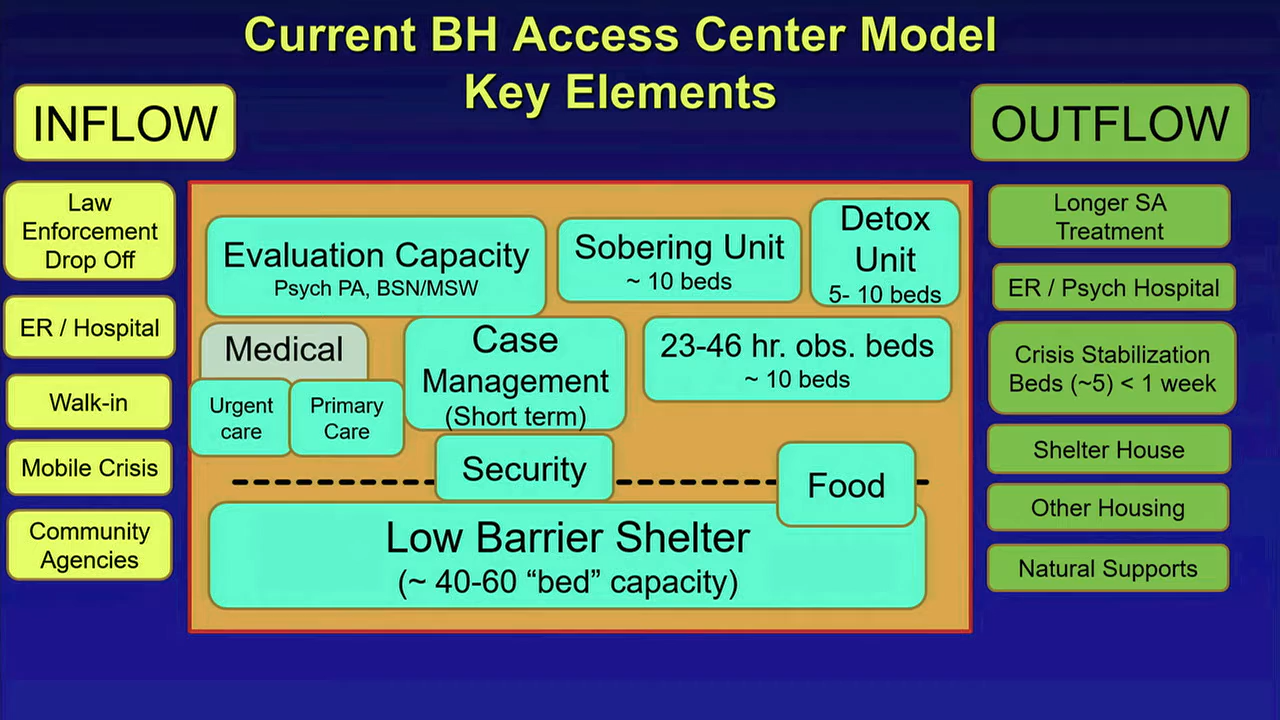 Current BH Access Center Model
Key Elements
INFLOW
OUTFLOW
Law
Enforcement
Drop Off
ER / Hospital
Walk-in
Mobile Crisis
Community
Agencies
Evaluation Capacity
Psych PA, BSN/MSW
Sobering Unit
~ 10 beds
Detox
Unit
5- 10 beds
Medical
Urgent
care
Primary
Care
Case
Management
(Short term)
23-46 hr. obs. beds
~ 10 beds
Security
Food
Low Barrier Shelter
(~ 40-60 “bed” capacity)
Longer SA
Treatment
ER / Psych Hospital
Crisis Stabilization
Beds (~5) < 1 week
Shelter House
Other Housing
Natural Supports